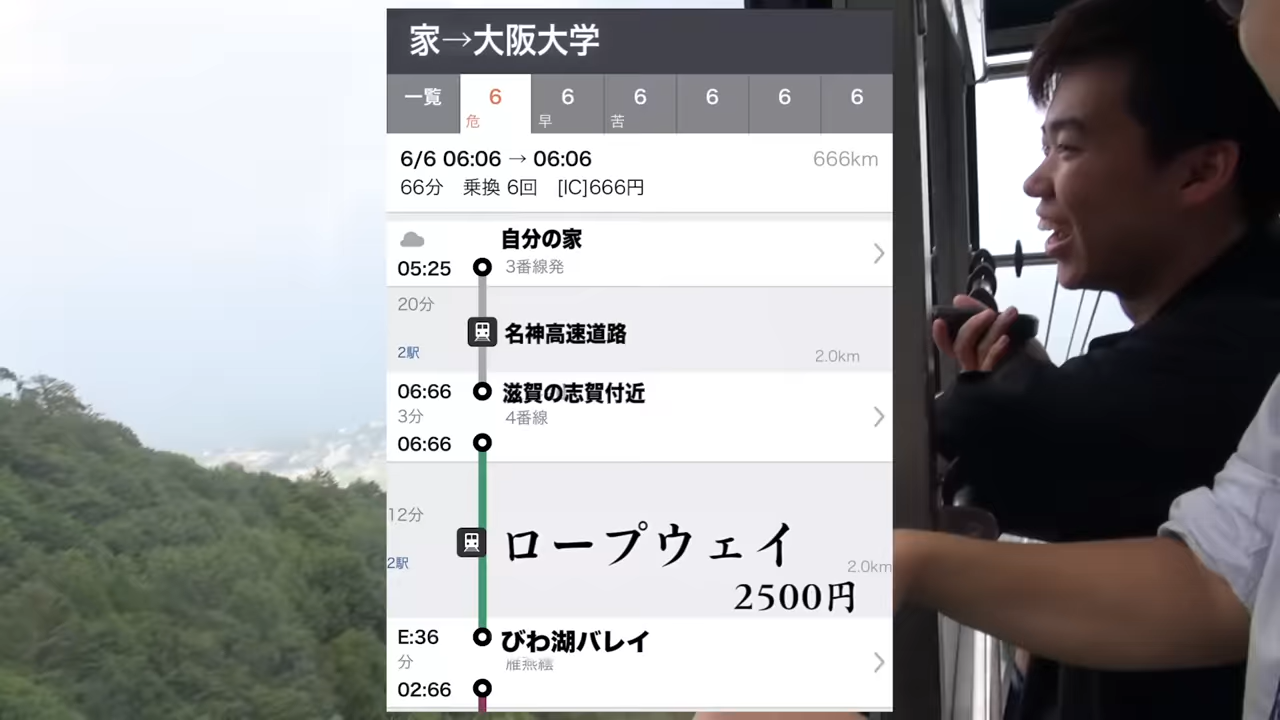 家→大阪大学
一覧 6 6 6 6 6 6
危 早 苦
6/6 06:06 → 06:06 666km
66分 乗換 6回 [IC]666円
自分の家
05:25 3番線発
20分
名神高速道路
2駅 2.0km
06:66 滋賀の志賀付近
3分 4番線
06:66
12分
ロープウェイ
2駅 2.0km
2500円
E:36 びわ湖バレイ
分
02:66